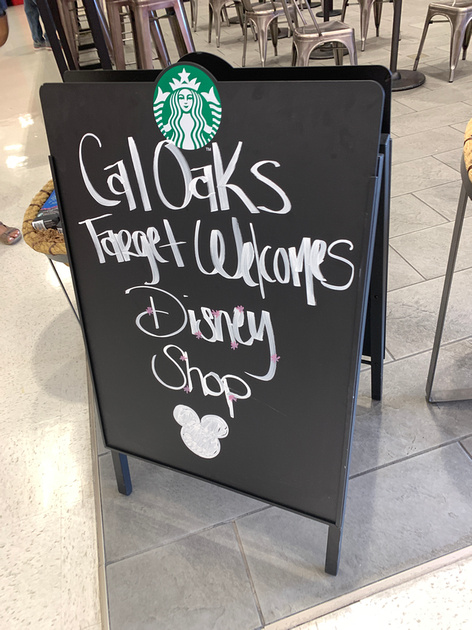 Cal Oaks
Target Welcomes
Disney
Shop